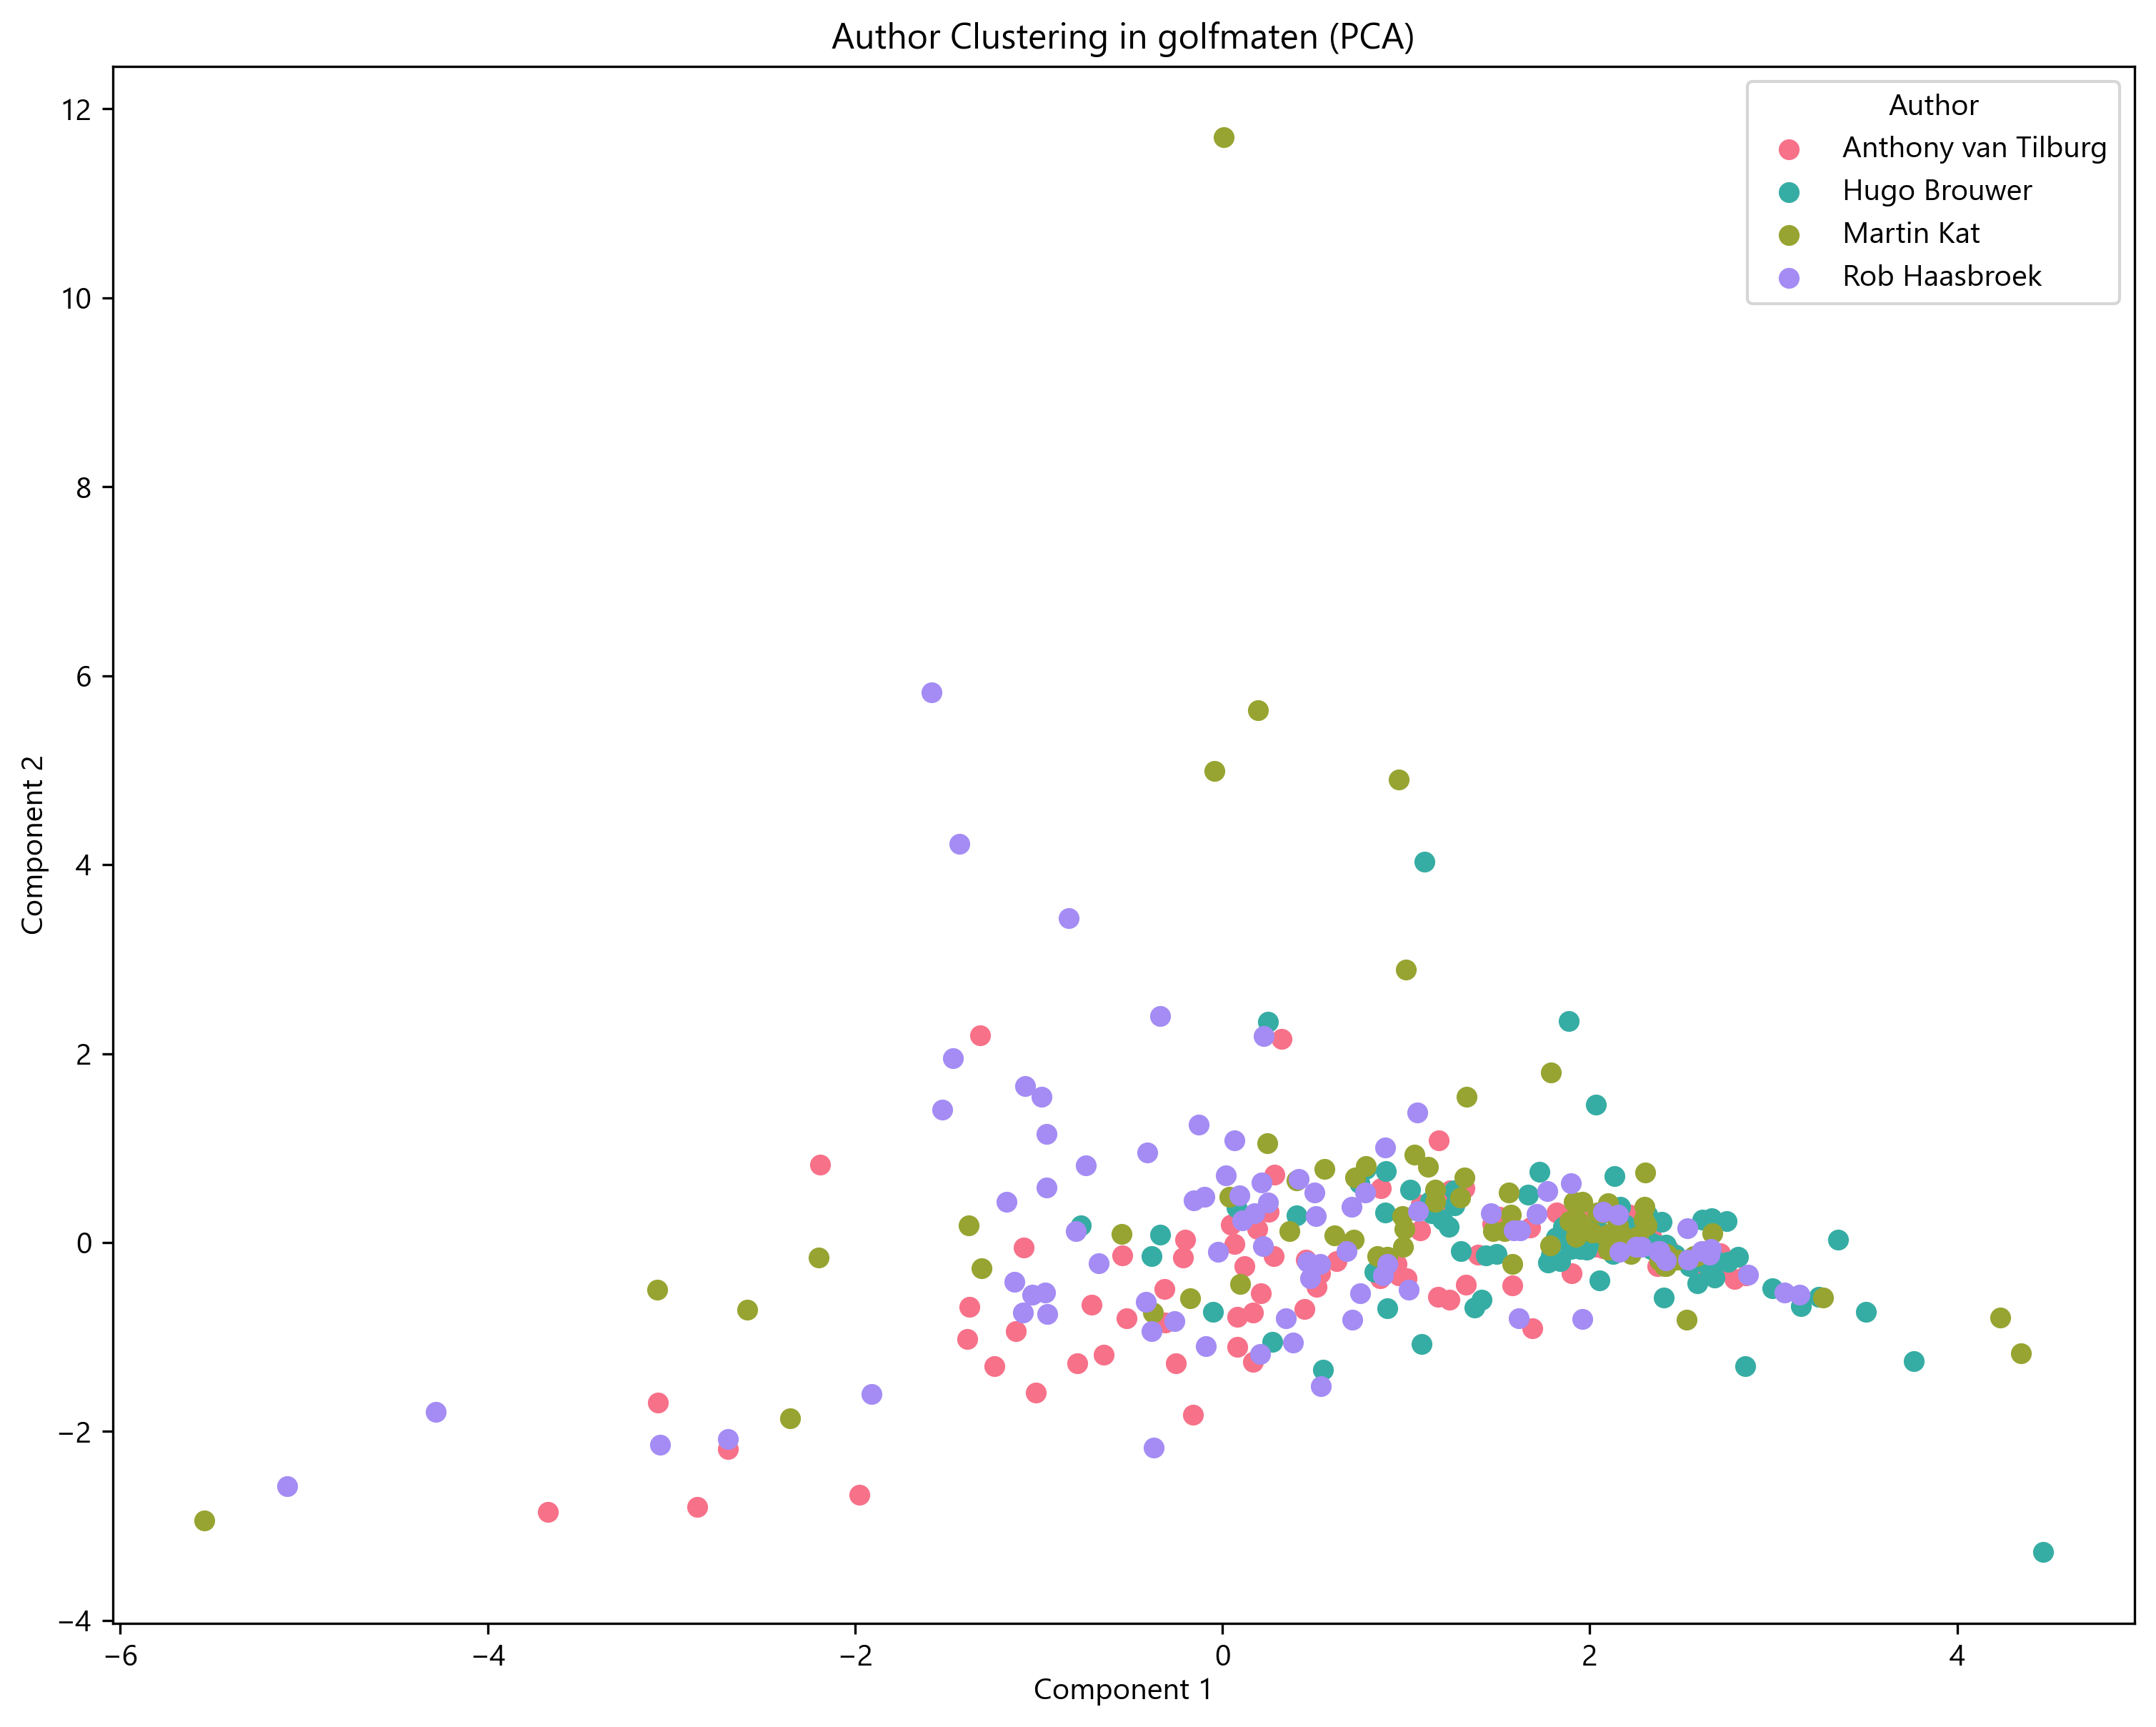 Author Clustering in golfmaten (PCA)
Author
Anthony van Tilburg
Hugo Brouwer
Martin Kat
Rob Haasbroek
12
10
8
6
4
2
0
−2
−4
Component 2
−6
−4
−2
0
2
4
Component 1